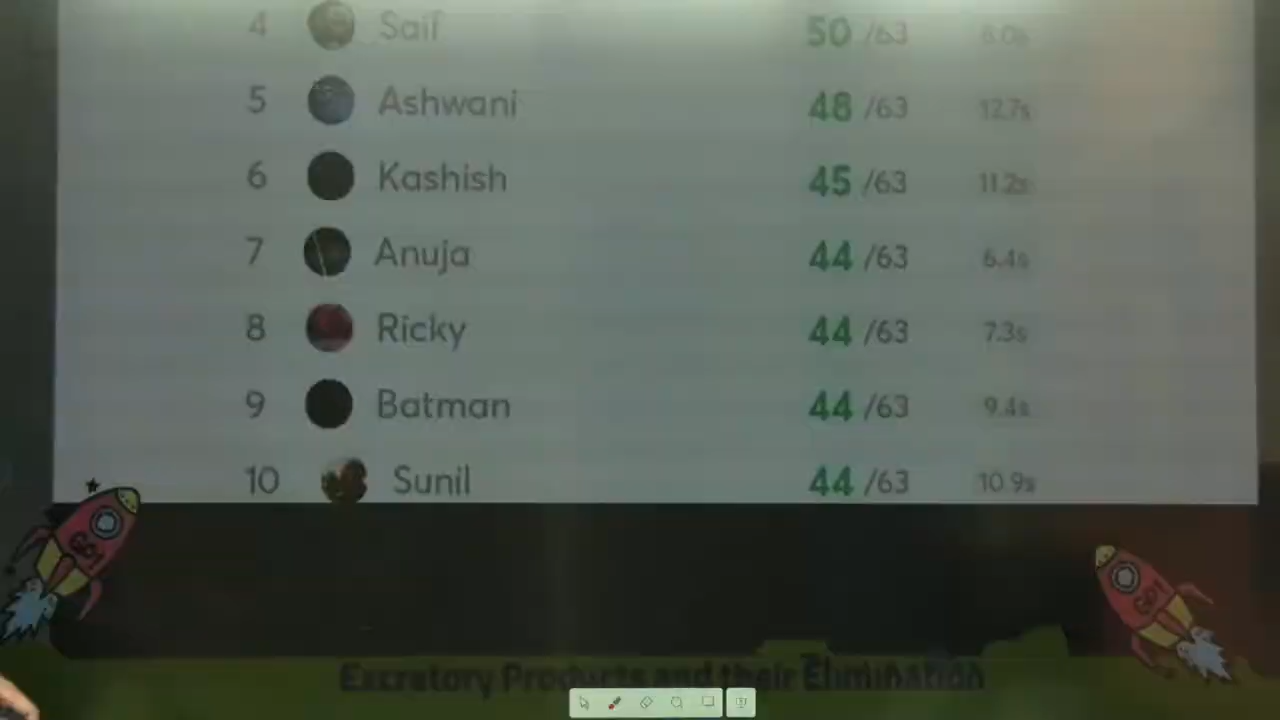 4 Saif 50 /63 8.0s
5 Ashwani 48 /63 12.7s
6 Kashish 45 /63 11.2s
7 Anuja 44 /63 6.4s
8 Ricky 44 /63 7.3s
9 Batman 44 /63 9.4s
10 Sunil 44 /63 10.9s
Excretory Products and their Elimination